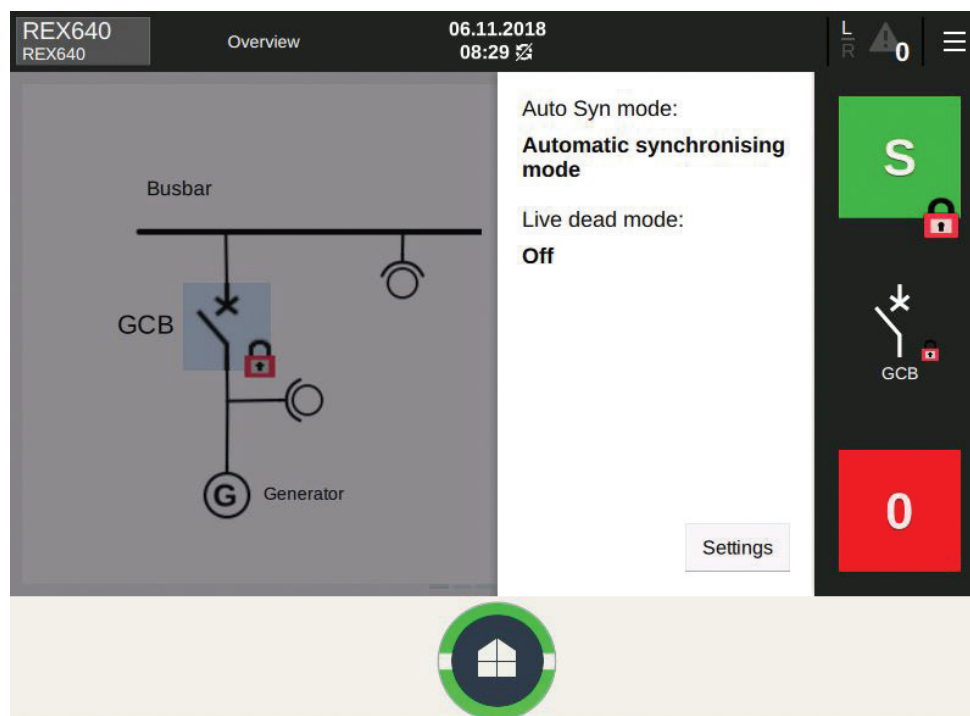 REX640
REX640
Overview
06.11.2018
08:29
L
R
0
Busbar
GCB
G
Generator
Auto Syn mode:
Automatic synchronising
mode
Live dead mode:
Off
Settings
S
GCB
0